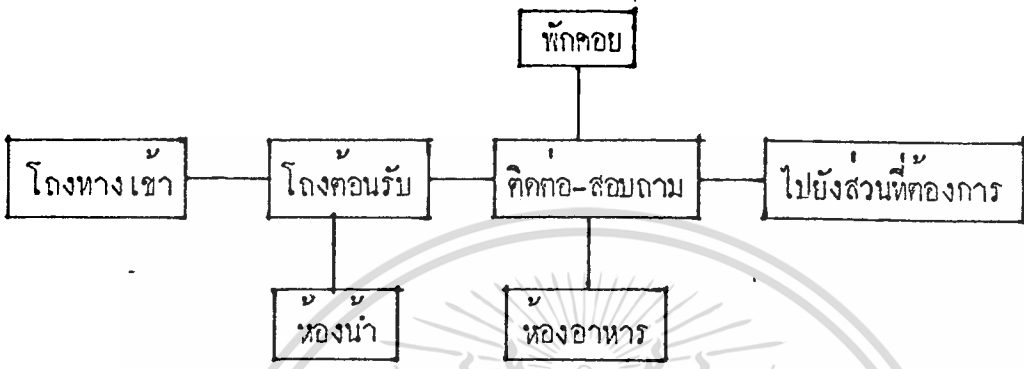 พักคอย
โถงทางเข้า
โถงต้อนรับ
ติดต่อ-สอบถาม
ไปยังส่วนที่ต้องการ
ห้องน้ำ
ห้องอาหาร